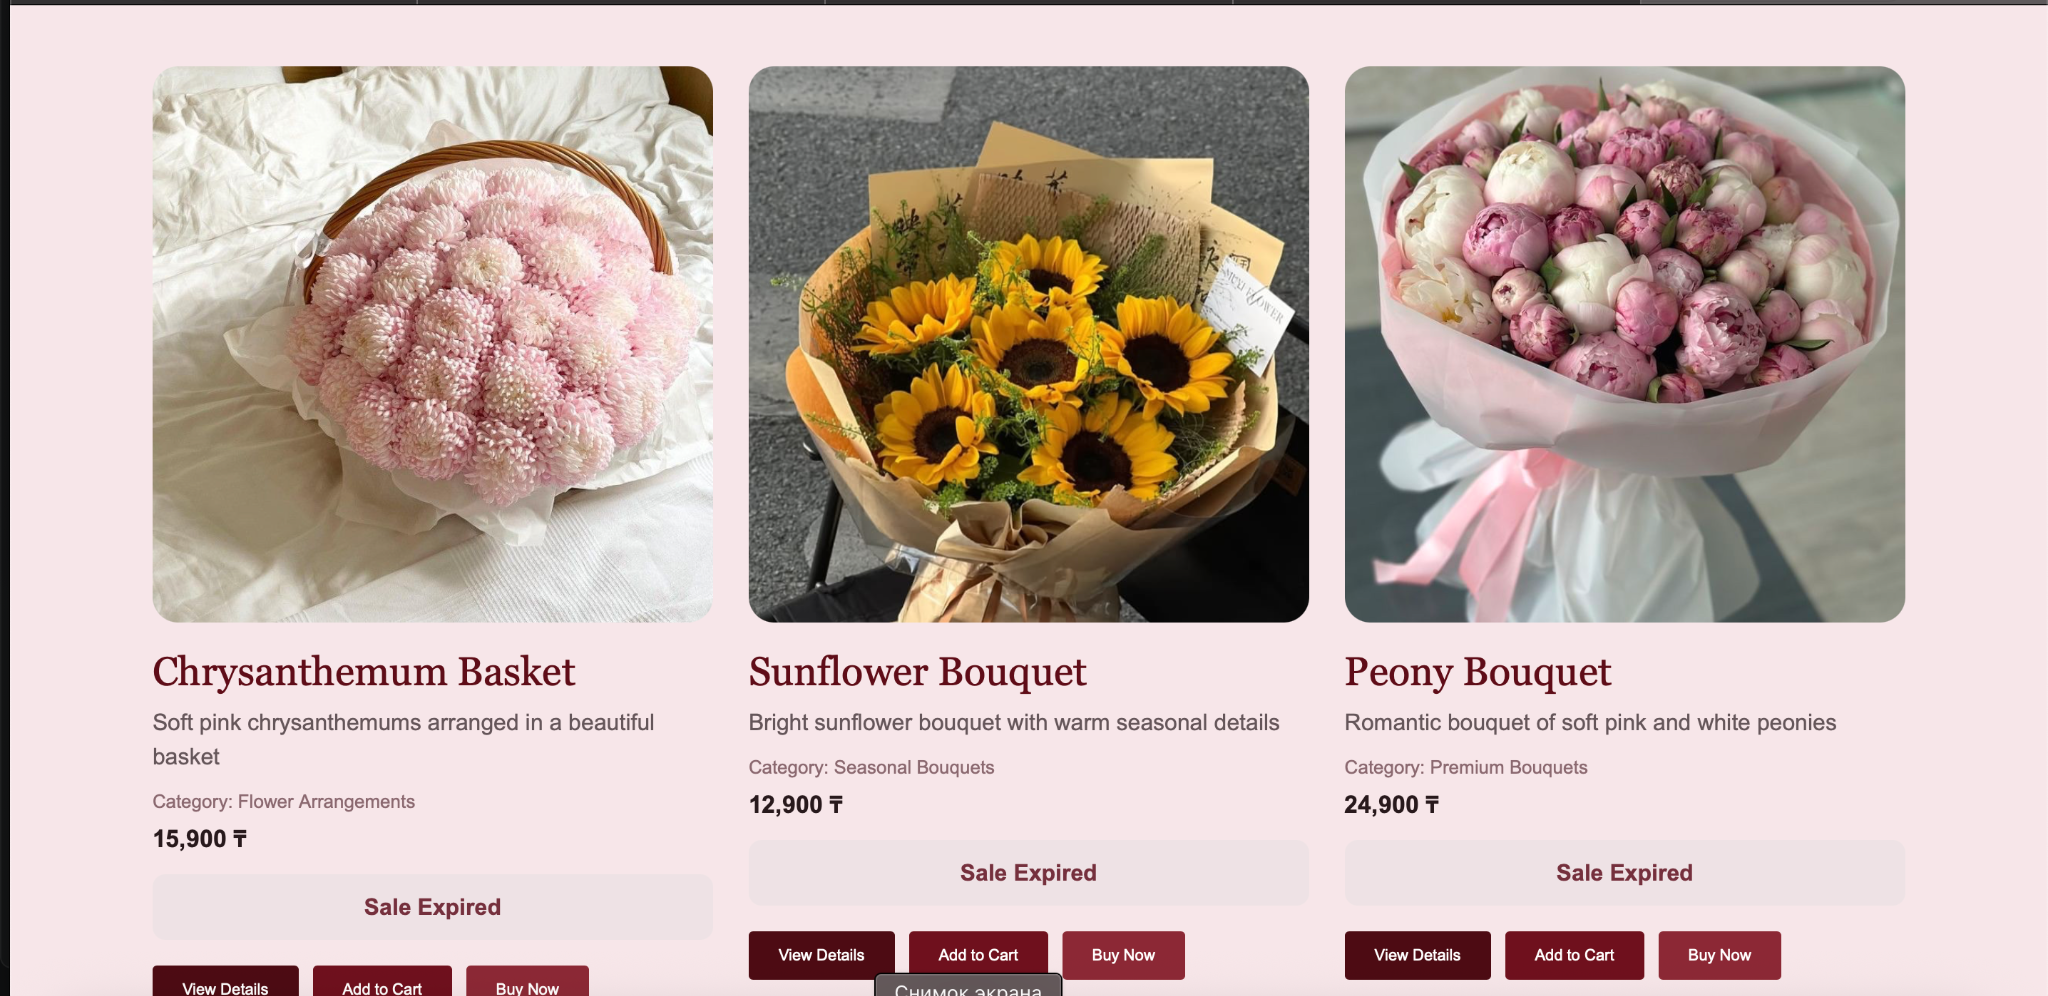 Chrysanthemum Basket
Soft pink chrysanthemums arranged in a beautiful
basket
Category: Flower Arrangements
15,900 ₸
Sale Expired
View Details
Add to Cart
Buy Now
Sunflower Bouquet
Bright sunflower bouquet with warm seasonal details
Category: Seasonal Bouquets
12,900 ₸
Sale Expired
View Details
Add to Cart
Buy Now
Peony Bouquet
Romantic bouquet of soft pink and white peonies
Category: Premium Bouquets
24,900 ₸
Sale Expired
View Details
Add to Cart
Buy Now
Снимок экрана